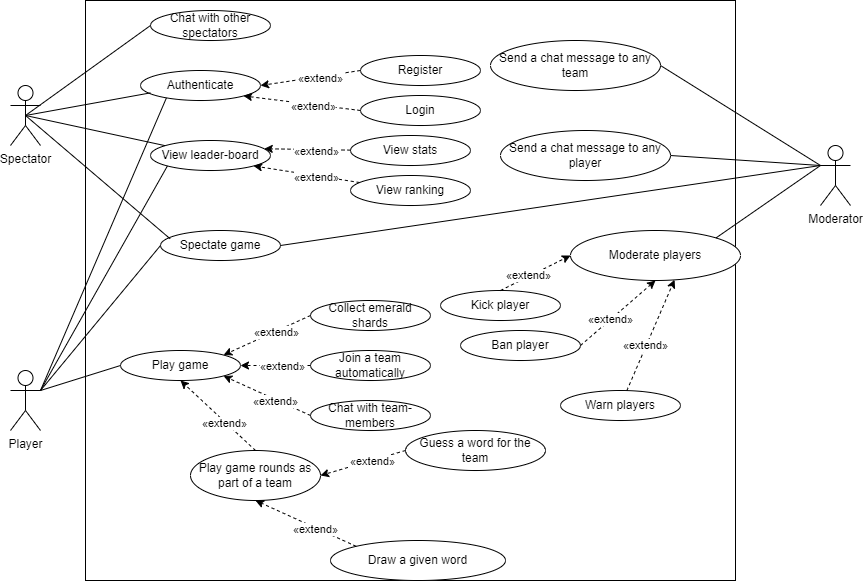 Chat with other
spectators
Authenticate
«extend»
Register
«extend»
Login
Send a chat message to any
team
Spectator
View leader-board
«extend»
View stats
«extend»
View ranking
Send a chat message to any
player
Moderator
Spectate game
Moderate players
«extend»
Kick player
«extend»
Ban player
«extend»
Warn players
Collect emerald
shards
«extend»
Play game
«extend»
Join a team
automatically
«extend»
Chat with team-
members
Player
«extend»
Play game rounds as
part of a team
«extend»
Guess a word for the
team
«extend»
Draw a given word